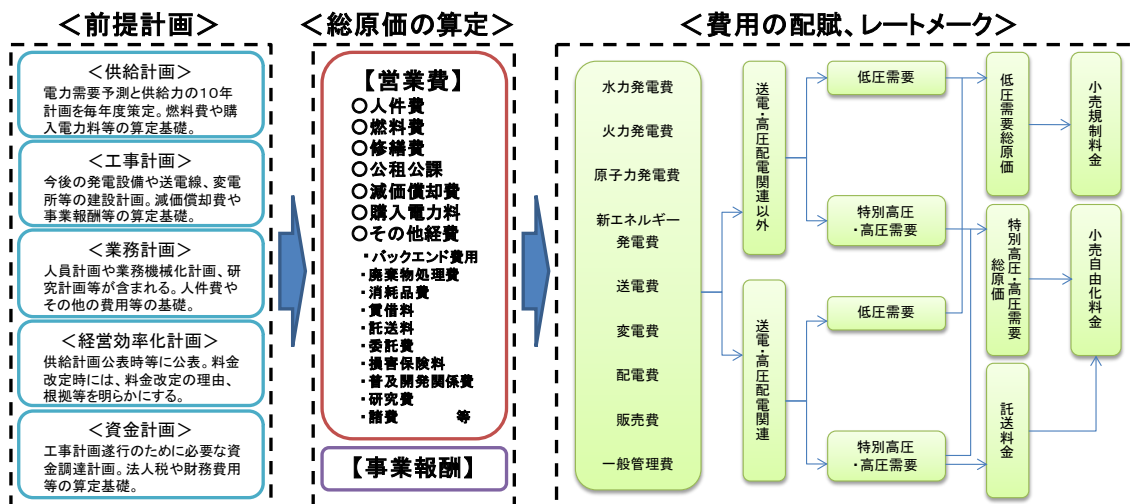 ＜前提計画＞
＜供給計画＞
電力需要予測と供給力の１０年
計画を毎年度策定。燃料費や購
入電力料等の算定基礎。
＜工事計画＞
今後の発電設備や送電線、変電
所等の建設計画。減価償却費や
事業報酬等の算定基礎。
＜業務計画＞
人員計画や業務機械化計画、研
究計画等が含まれる。人件費や
その他の費用等の基礎。
＜経営効率化計画＞
供給計画公表時等に公表。料金
改定時には、料金改定の理由、
根拠等を明らかにする。
＜資金計画＞
工事計画遂行のために必要な資
金調達計画。法人税や財務費用
等の算定基礎。
＜総原価の算定＞
【営業費】
○人件費
○燃料費
○修繕費
○公租公課
○減価償却費
○購入電力料
○その他経費
・バックエンド費用
・廃棄物処理費
・消耗品費
・賃借料
・託送料
・委託費
・損害保険料
・普及開発関係費
・研究費
・諸費　　等
【事業報酬】
＜費用の配賦、レートメーク＞
水力発電費
火力発電費
原子力発電費
新エネルギー
発電費
送電費
変電費
配電費
販売費
一般管理費
送電・高圧配電関連以外
送電・高圧配電関連
低圧需要
特別高圧
・高圧需要
低圧需要
特別高圧
・高圧需要
低圧需要総原価
特別高圧・高圧需要
総原価
託送料金
小売規制料金
小売自由化料金